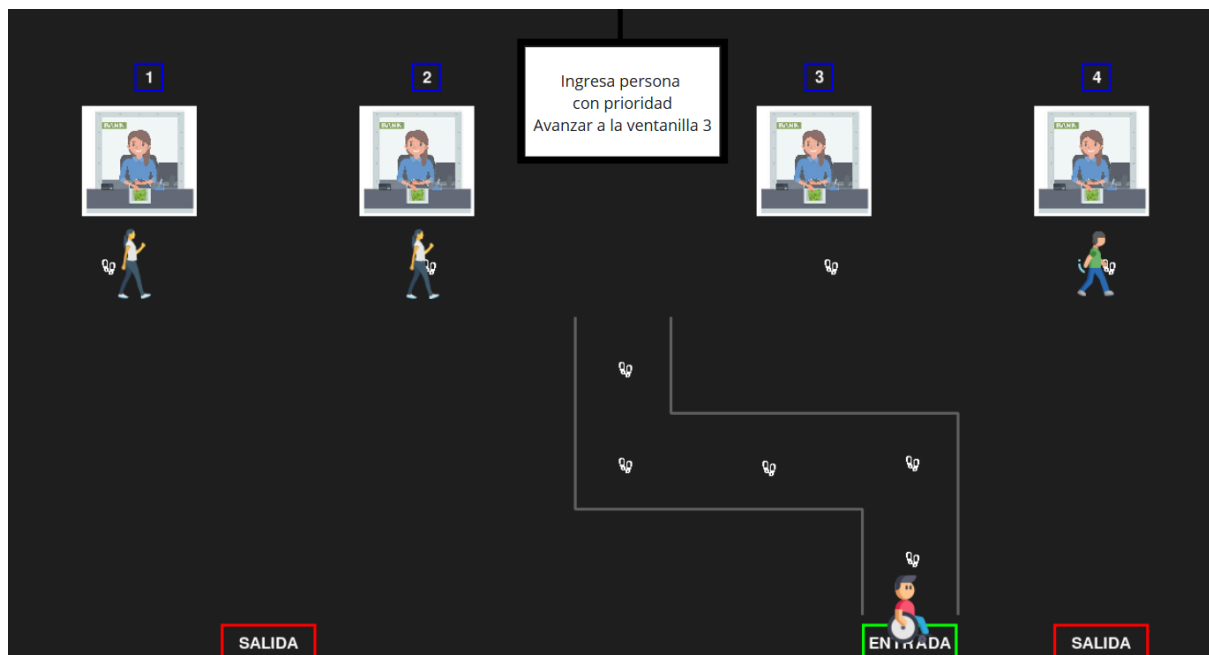 1
2
3
4
Ingresa persona
con prioridad
Avanzar a la ventanilla 3
BANK
BANK
BANK
BANK
SALIDA
ENTRADA
SALIDA